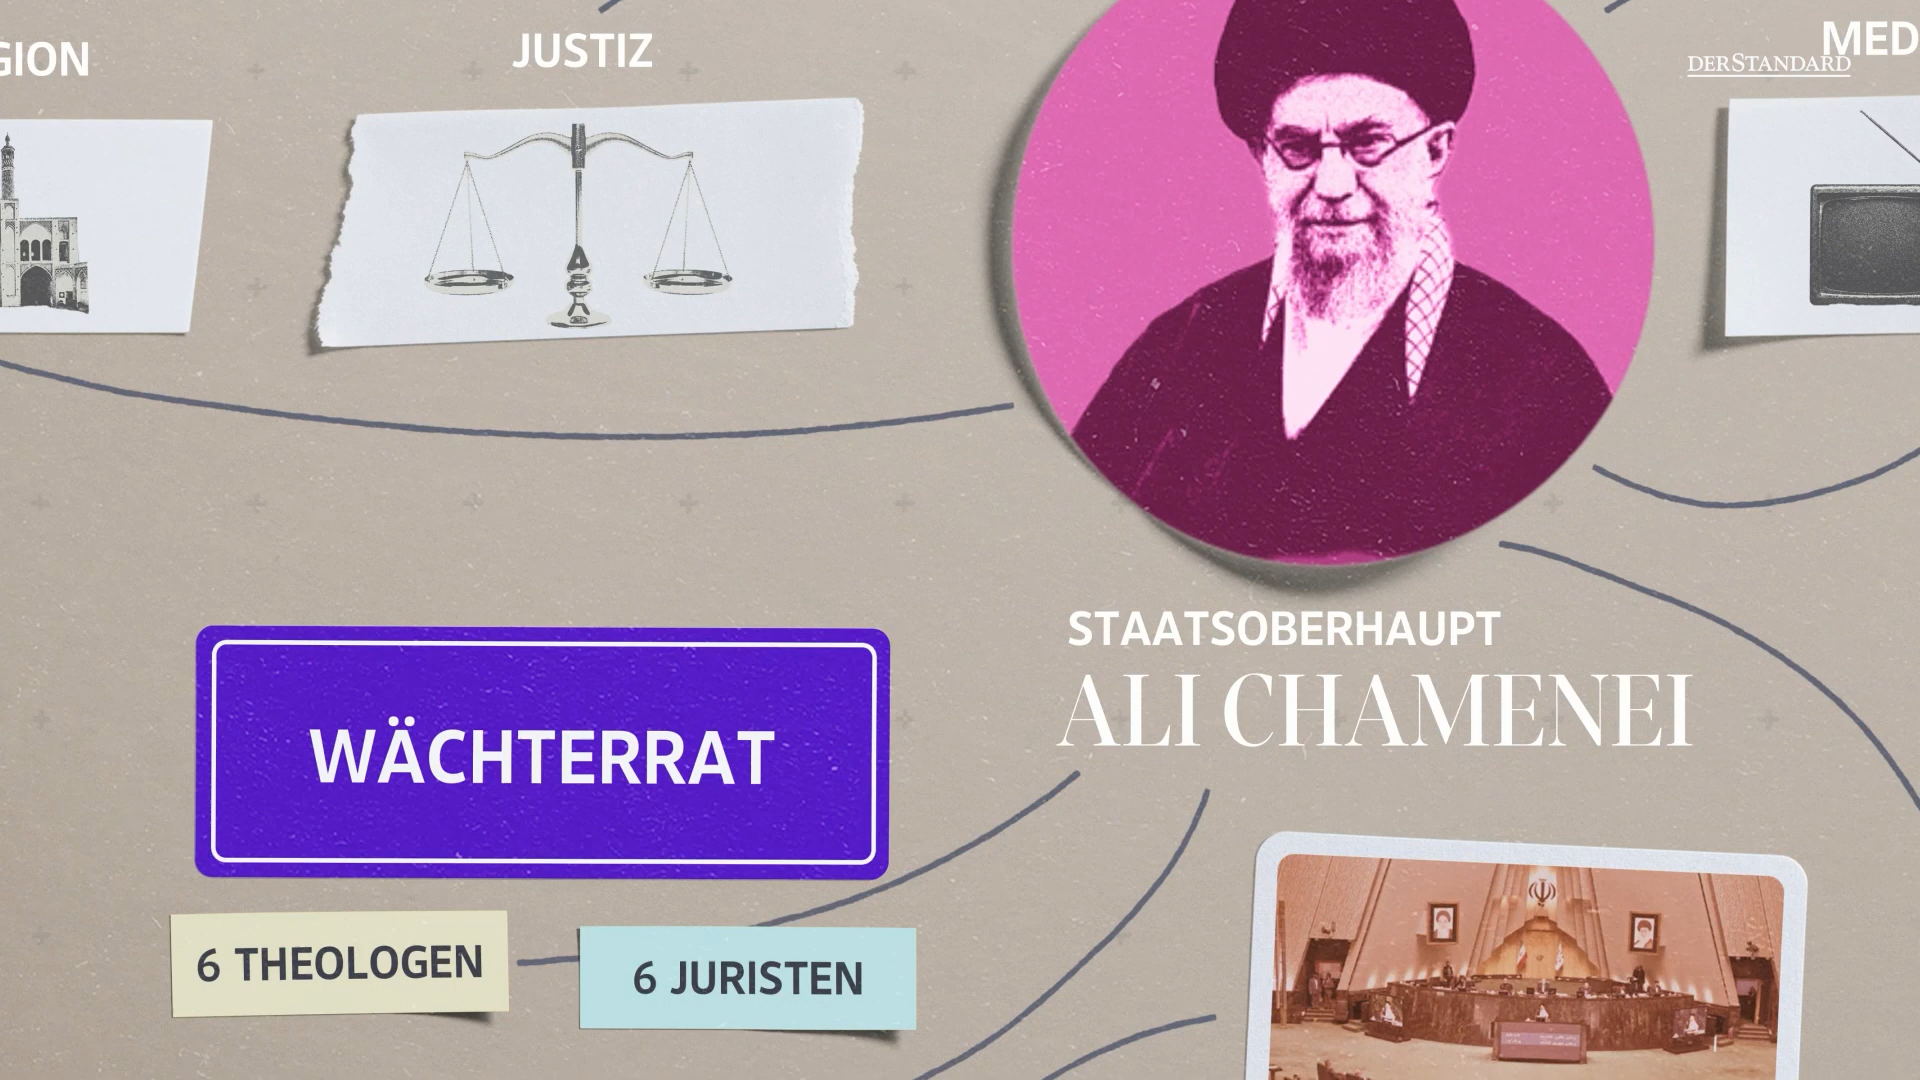 GION
JUSTIZ
MED
DERSTANDARD
STAATSOBERHAUPT
ALI CHAMENEI
WÄCHTERRAT
6 THEOLOGEN
6 JURISTEN